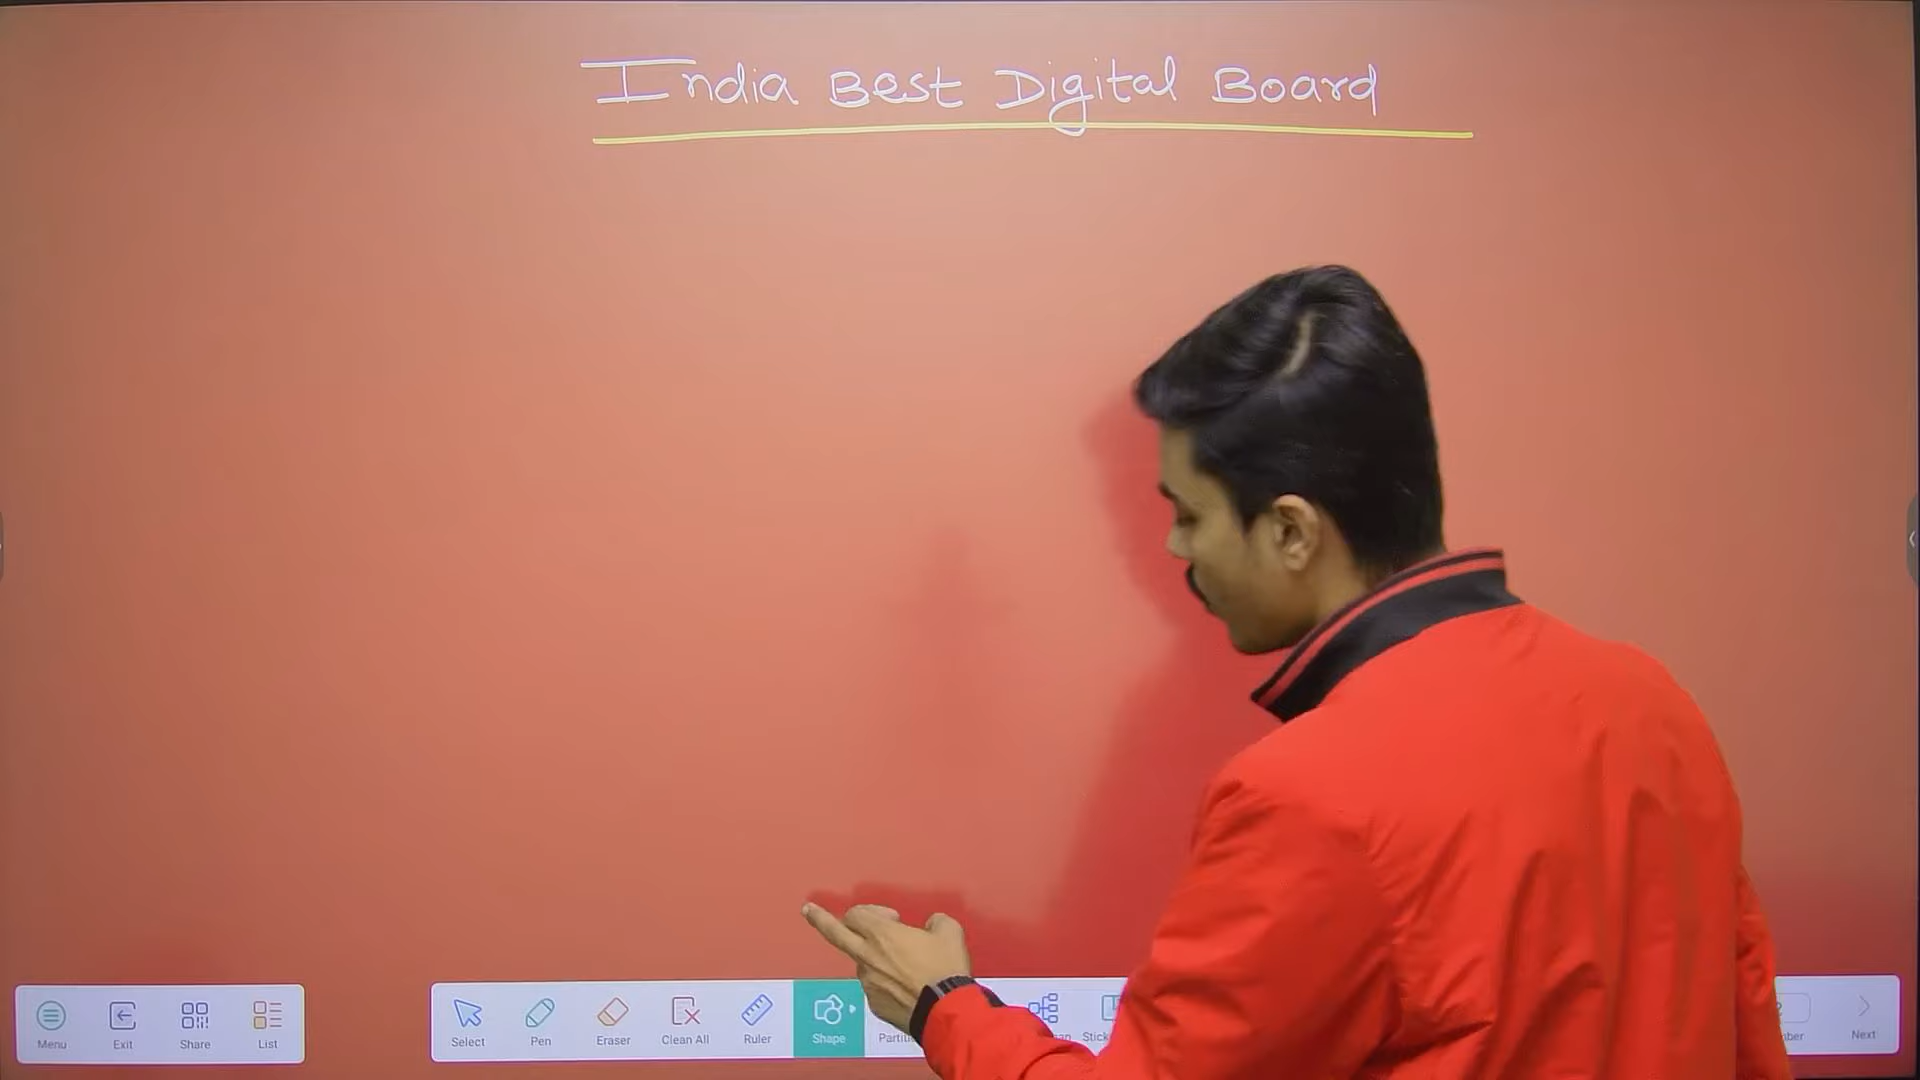 India Best Digital Board
Menu
Exit
Share
List
Select
Pen
Eraser
Clean All
Ruler
Shape
Next